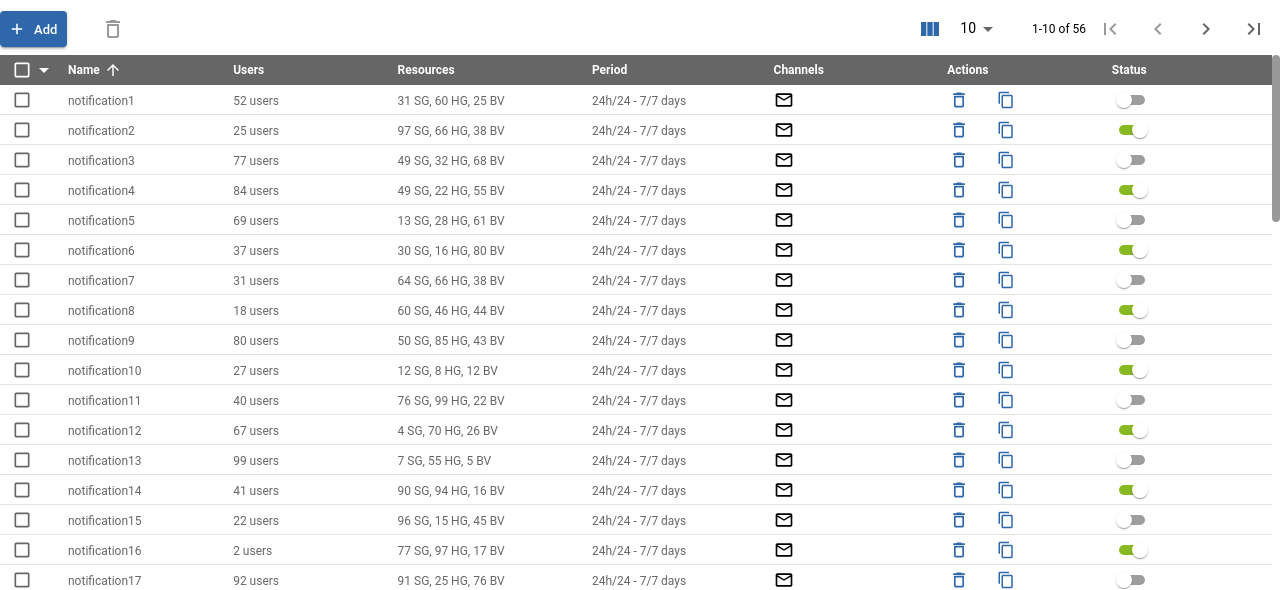 Add 10 1-10 of 56
Name Users Resources Period Channels Actions Status
notification1 52 users 31 SG, 60 HG, 25 BV 24h/24 - 7/7 days
notification2 25 users 97 SG, 66 HG, 38 BV 24h/24 - 7/7 days
notification3 77 users 49 SG, 32 HG, 68 BV 24h/24 - 7/7 days
notification4 84 users 49 SG, 22 HG, 55 BV 24h/24 - 7/7 days
notification5 69 users 13 SG, 28 HG, 61 BV 24h/24 - 7/7 days
notification6 37 users 30 SG, 16 HG, 80 BV 24h/24 - 7/7 days
notification7 31 users 64 SG, 66 HG, 38 BV 24h/24 - 7/7 days
notification8 18 users 60 SG, 46 HG, 44 BV 24h/24 - 7/7 days
notification9 80 users 50 SG, 85 HG, 43 BV 24h/24 - 7/7 days
notification10 27 users 12 SG, 8 HG, 12 BV 24h/24 - 7/7 days
notification11 40 users 76 SG, 99 HG, 22 BV 24h/24 - 7/7 days
notification12 67 users 4 SG, 70 HG, 26 BV 24h/24 - 7/7 days
notification13 99 users 7 SG, 55 HG, 5 BV 24h/24 - 7/7 days
notification14 41 users 90 SG, 94 HG, 16 BV 24h/24 - 7/7 days
notification15 22 users 96 SG, 15 HG, 45 BV 24h/24 - 7/7 days
notification16 2 users 77 SG, 97 HG, 17 BV 24h/24 - 7/7 days
notification17 92 users 91 SG, 25 HG, 76 BV 24h/24 - 7/7 days